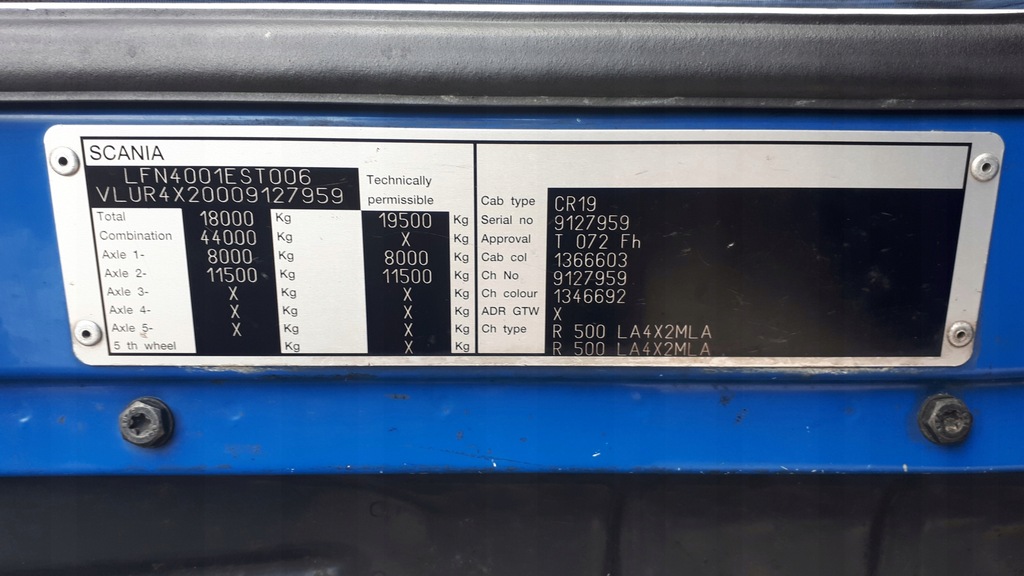 SCANIA
LFN4001EST006
VLUR4X20009127959
Technically
permissible
Total 18000 Kg 19500 Kg
Combination 44000 Kg X Kg
Axle 1- 8000 Kg 8000 Kg
Axle 2- 11500 Kg 11500 Kg
Axle 3- X Kg X Kg
Axle 4- X Kg X Kg
Axle 5- X Kg X Kg
5 th wheel Kg X Kg
Cab type CR19
Serial no 9127959
Approval T 072 Fh
Cab col 1366603
Ch No 9127959
Ch colour 1346692
ADR GTW X
Ch type R 500 LA4X2MLA
R 500 LA4X2MLA